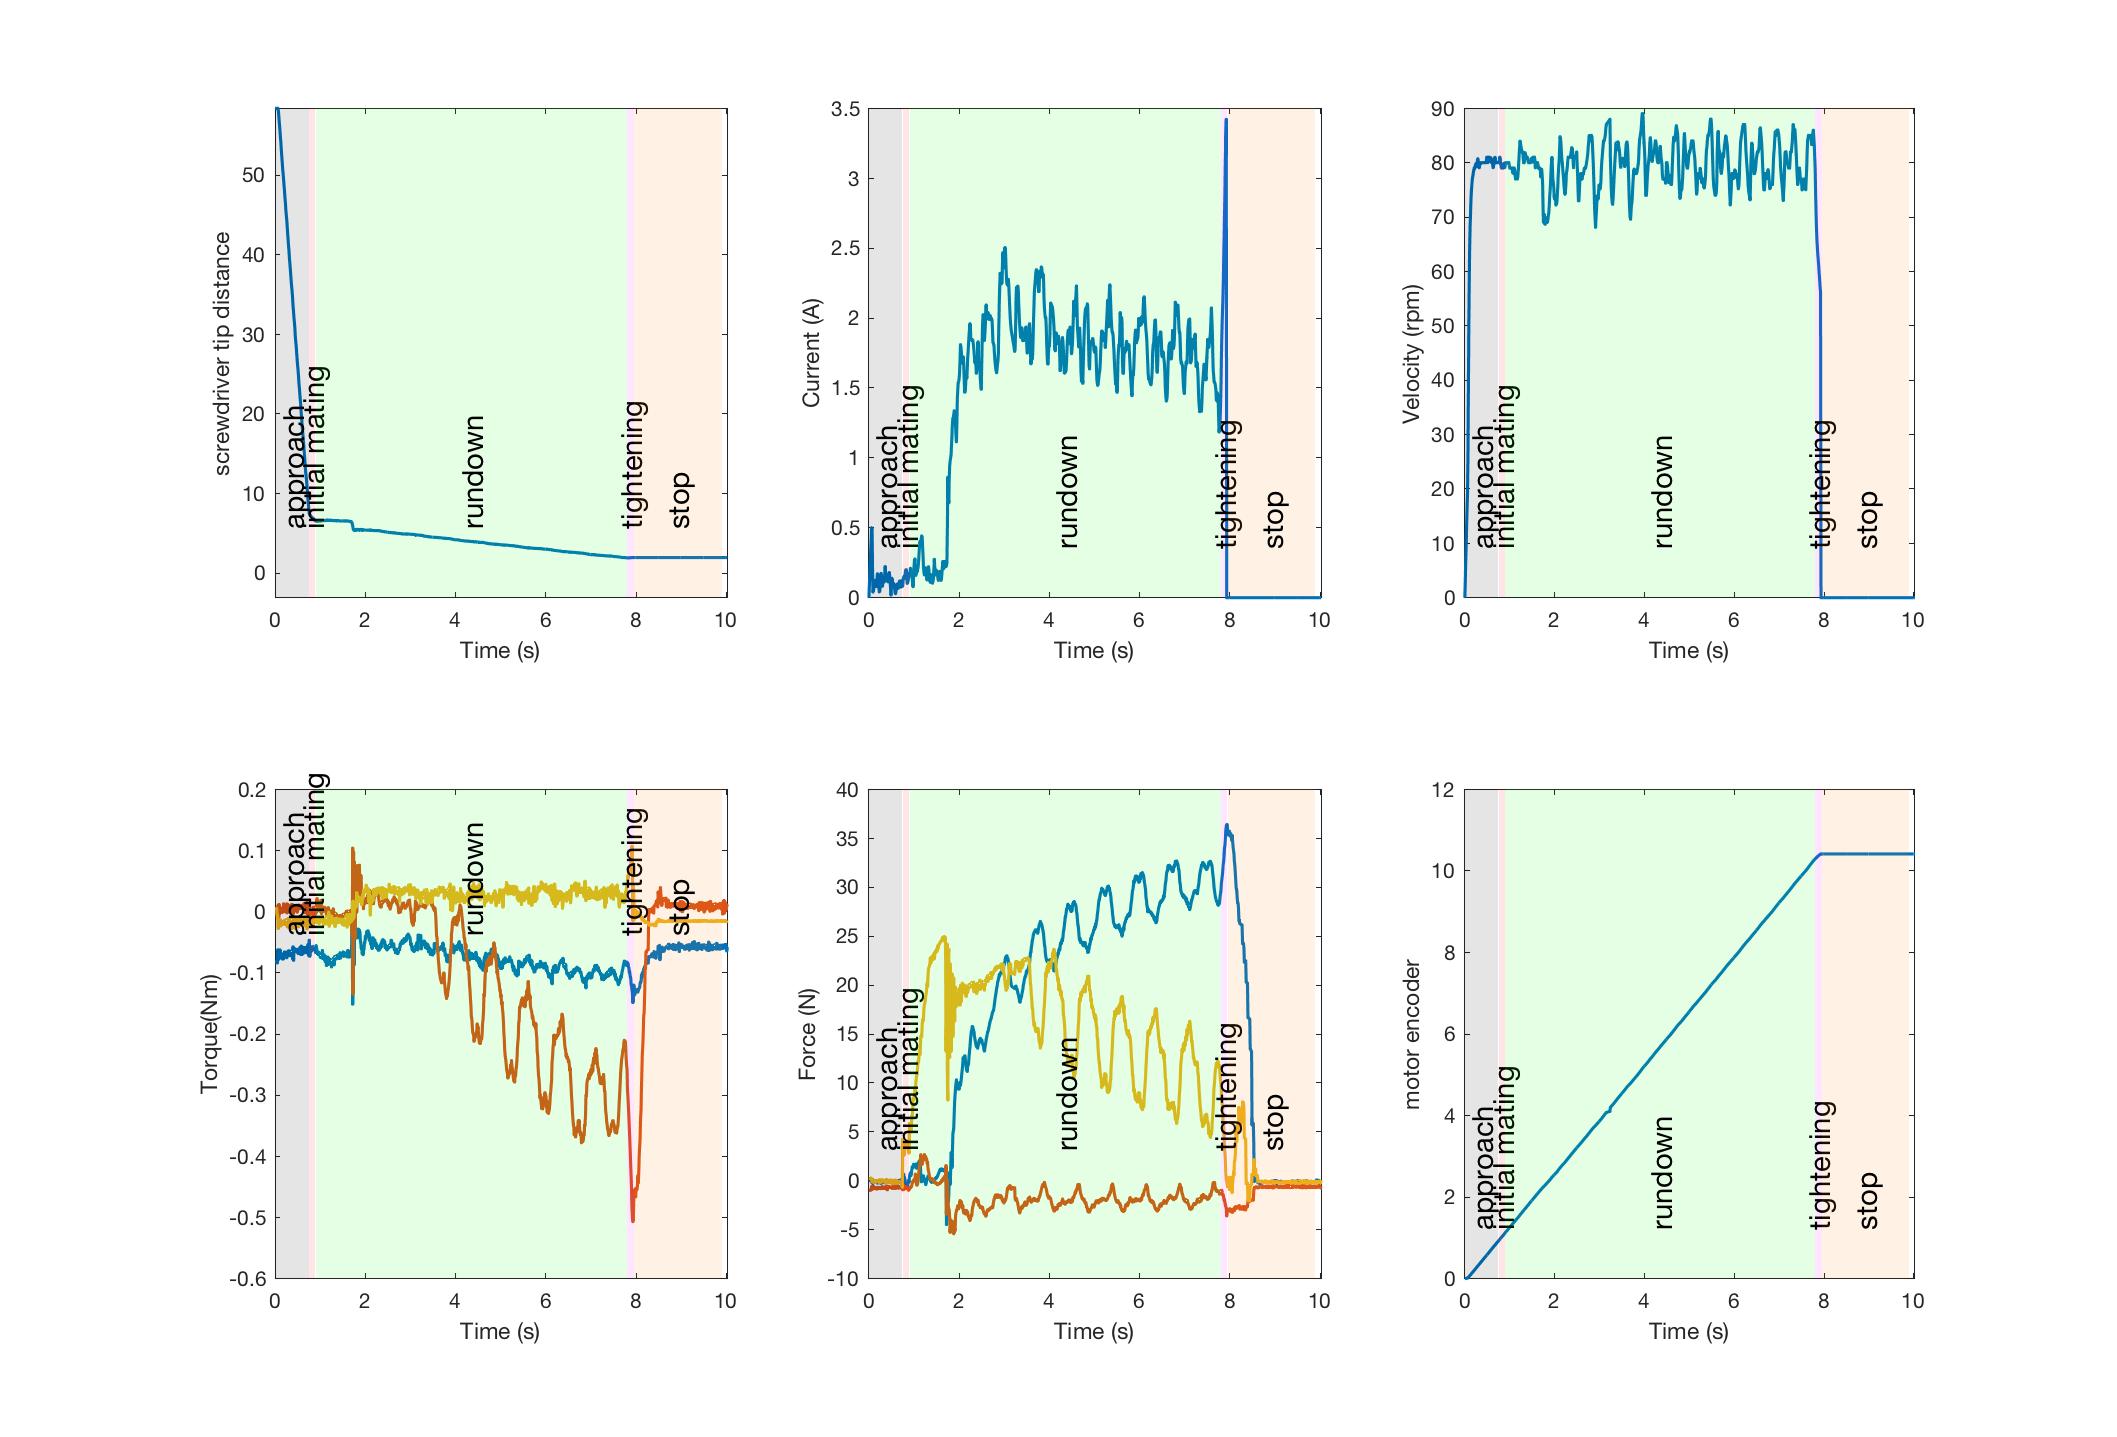 screwdriver tip distance
50
40
30
20
10
0
approach
initial mating
rundown
tightening
stop
0 2 4 6 8 10
Time (s)
Current (A)
3.5
3
2.5
2
1.5
1
0.5
0
approach
initial mating
rundown
tightening
stop
0 2 4 6 8 10
Time (s)
Velocity (rpm)
90
80
70
60
50
40
30
20
10
0
approach
initial mating
rundown
tightening
stop
0 2 4 6 8 10
Time (s)
Torque(Nm)
0.2
0.1
0
-0.1
-0.2
-0.3
-0.4
-0.5
-0.6
approach
initial mating
rundown
tightening
stop
0 2 4 6 8 10
Time (s)
Force (N)
40
35
30
25
20
15
10
5
0
-5
-10
approach
initial mating
rundown
tightening
stop
0 2 4 6 8 10
Time (s)
motor encoder
12
10
8
6
4
2
0
approach
initial mating
rundown
tightening
stop
0 2 4 6 8 10
Time (s)